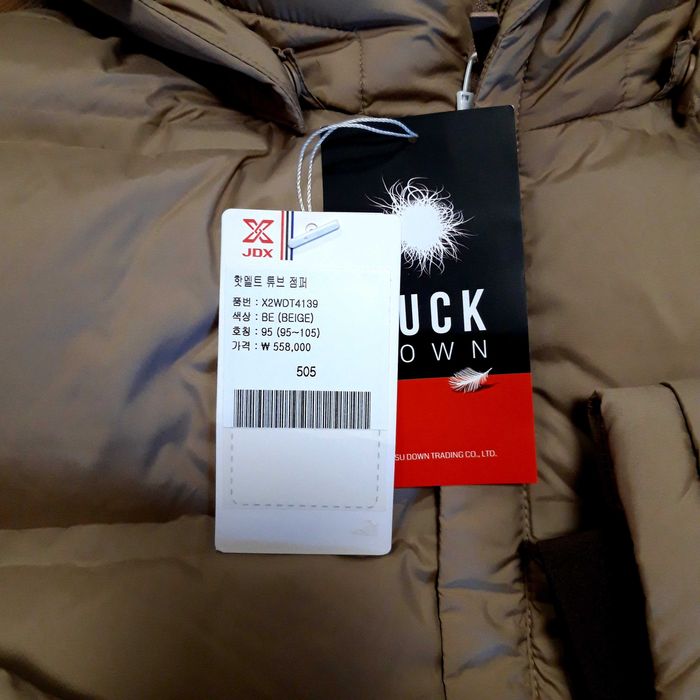 JDX
핫멜트 튜브 점퍼
품번 : X2WDT4139
색상 : BE (BEIGE)
호칭 : 95 (95~105)
가격 : ₩ 558,000
505
UCK
OWN
SU DOWN TRADING CO., LTD.